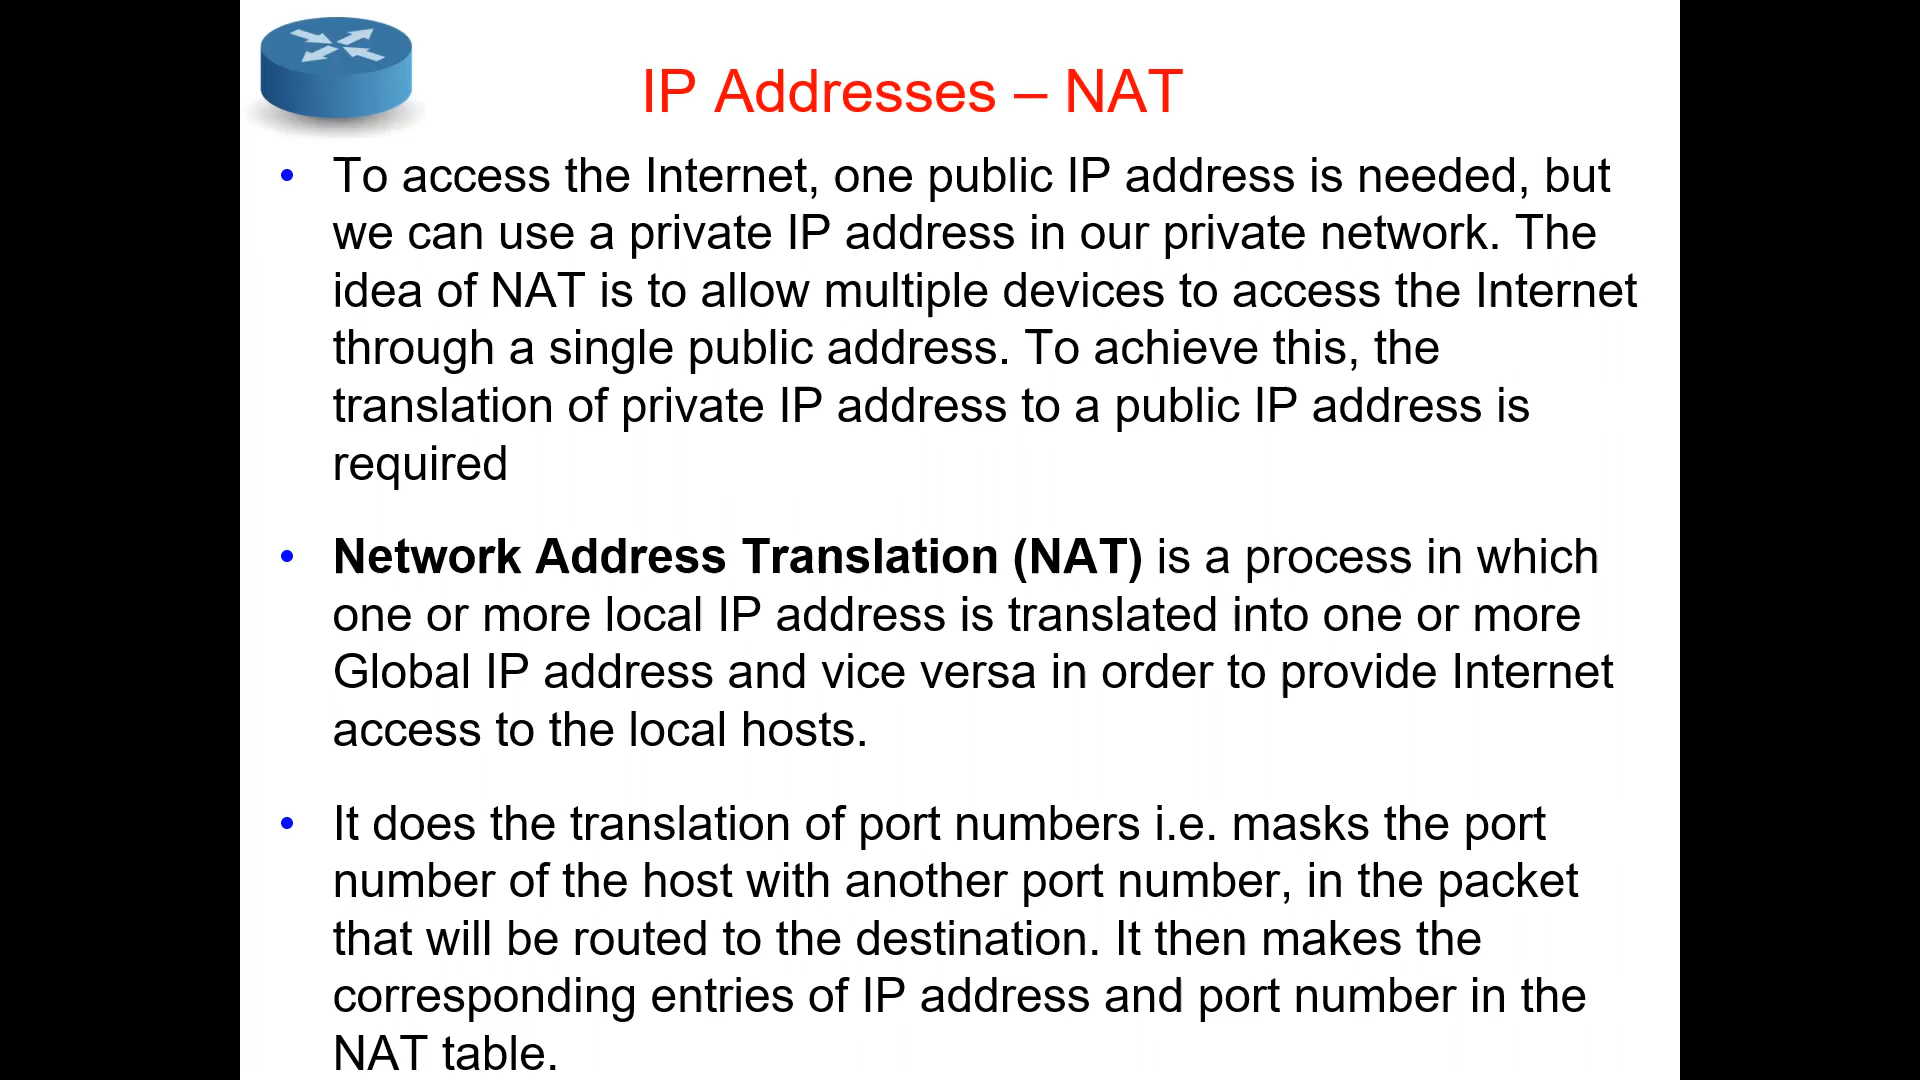 IP Addresses – NAT
• To access the Internet, one public IP address is needed, but
we can use a private IP address in our private network. The
idea of NAT is to allow multiple devices to access the Internet
through a single public address. To achieve this, the
translation of private IP address to a public IP address is
required
• Network Address Translation (NAT) is a process in which
one or more local IP address is translated into one or more
Global IP address and vice versa in order to provide Internet
access to the local hosts.
• It does the translation of port numbers i.e. masks the port
number of the host with another port number, in the packet
that will be routed to the destination. It then makes the
corresponding entries of IP address and port number in the
NAT table.